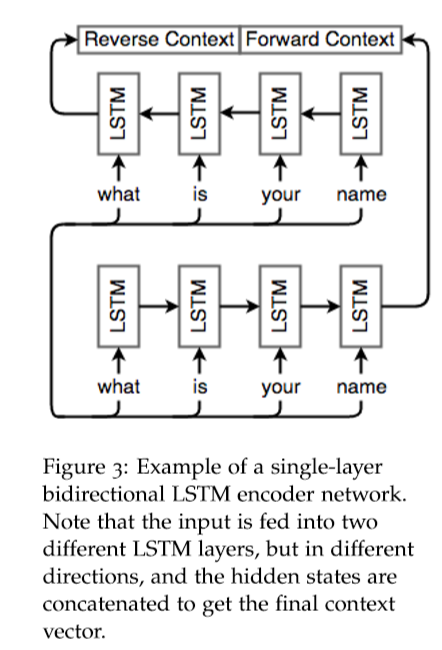 Reverse Context Forward Context
LSTM LSTM LSTM LSTM
what is your name
LSTM LSTM LSTM LSTM
what is your name
Figure 3: Example of a single-layer
bidirectional LSTM encoder network.
Note that the input is fed into two
different LSTM layers, but in different
directions, and the hidden states are
concatenated to get the final context
vector.